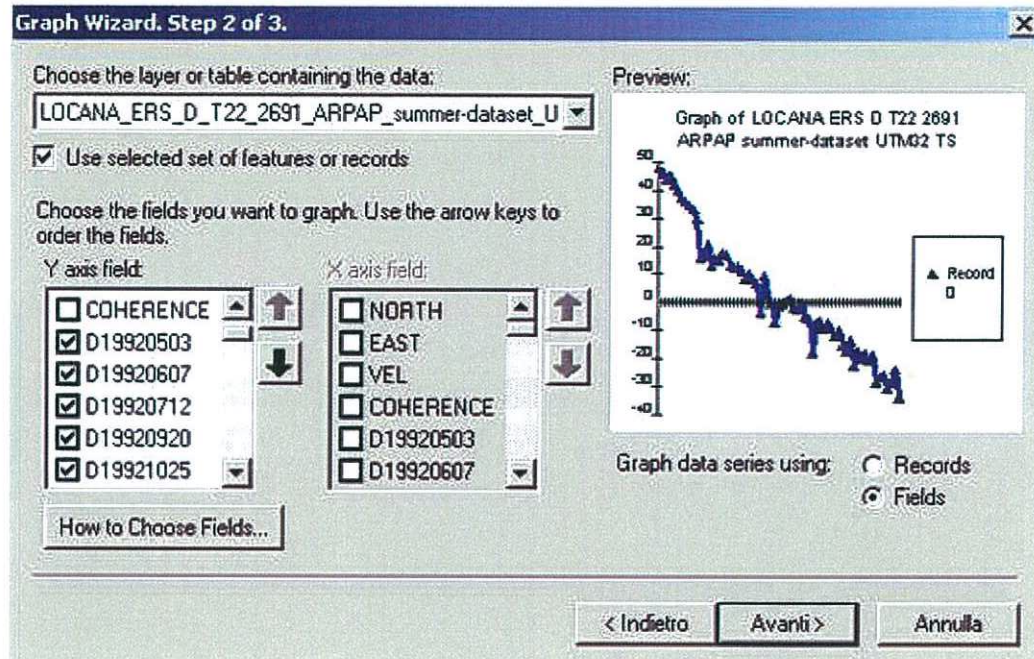 Graph Wizard. Step 2 of 3.
Choose the layer or table containing the data:
LOCANA_ERS_D_T22_2691_ARPAP_summer-dataset_U
Use selected set of features or records
Choose the fields you want to graph. Use the arrow keys to
order the fields.
Y axis field:
COHERENCE
D19920503
D19920607
D19920712
D19920920
D19921025
X axis field:
NORTH
EAST
VEL
COHERENCE
D19920503
D19920607
How to Choose Fields...
Preview:
Graph of LOCANA ERS D T22 2691
ARPAP summer-dataset UTM32 TS
50
40
30
20
10
0
-10
-20
-30
-40
Record
0
Graph data series using:
Records
Fields
< Indietro
Avanti >
Annulla